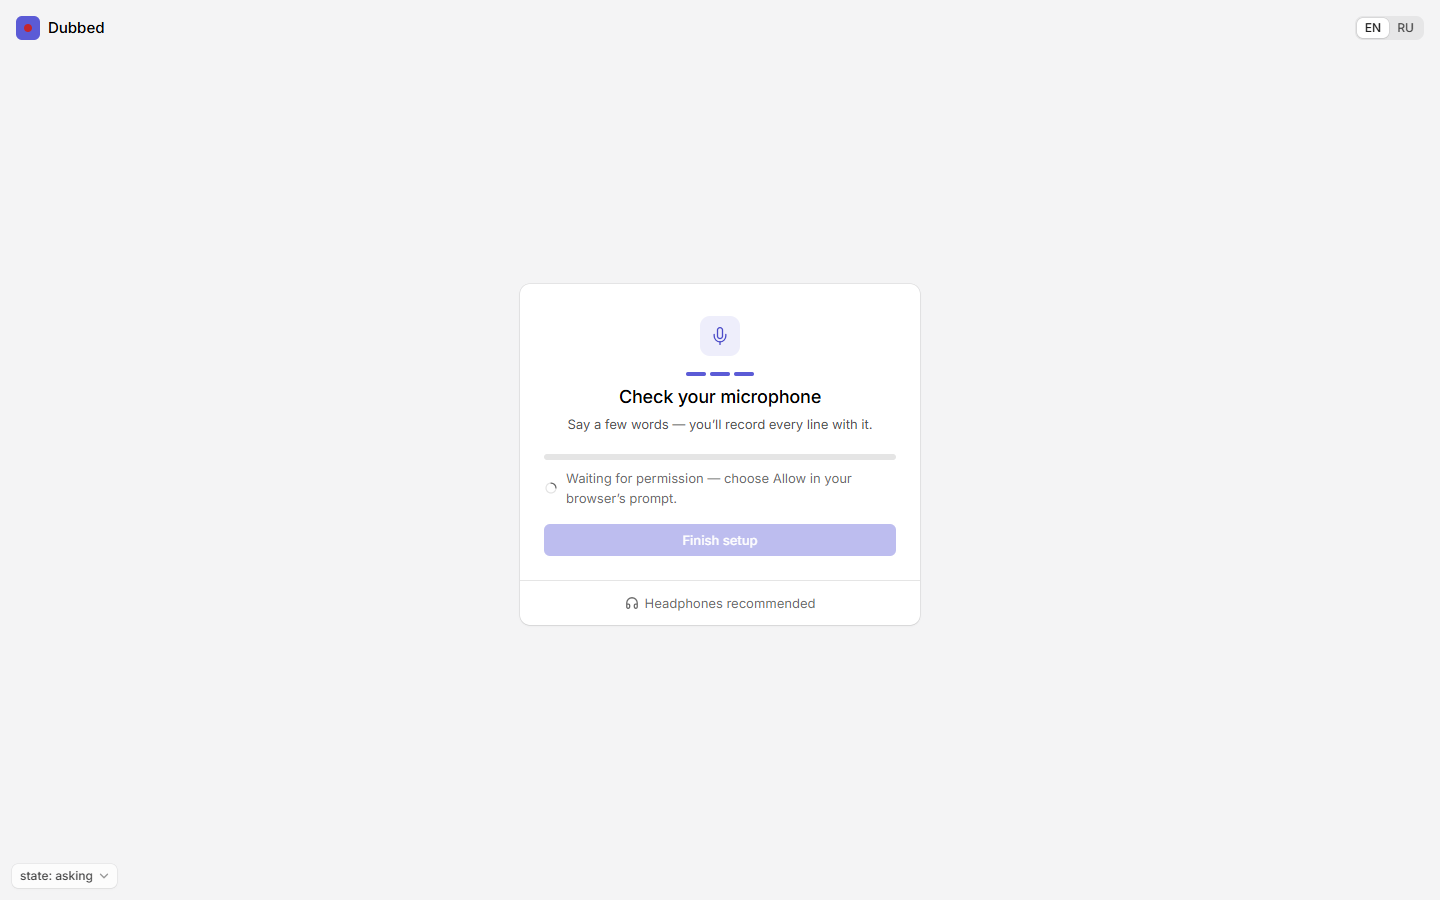 Dubbed
EN RU
Check your microphone
Say a few words — you’ll record every line with it.
Waiting for permission — choose Allow in your
browser’s prompt.
Finish setup
Headphones recommended
state: asking